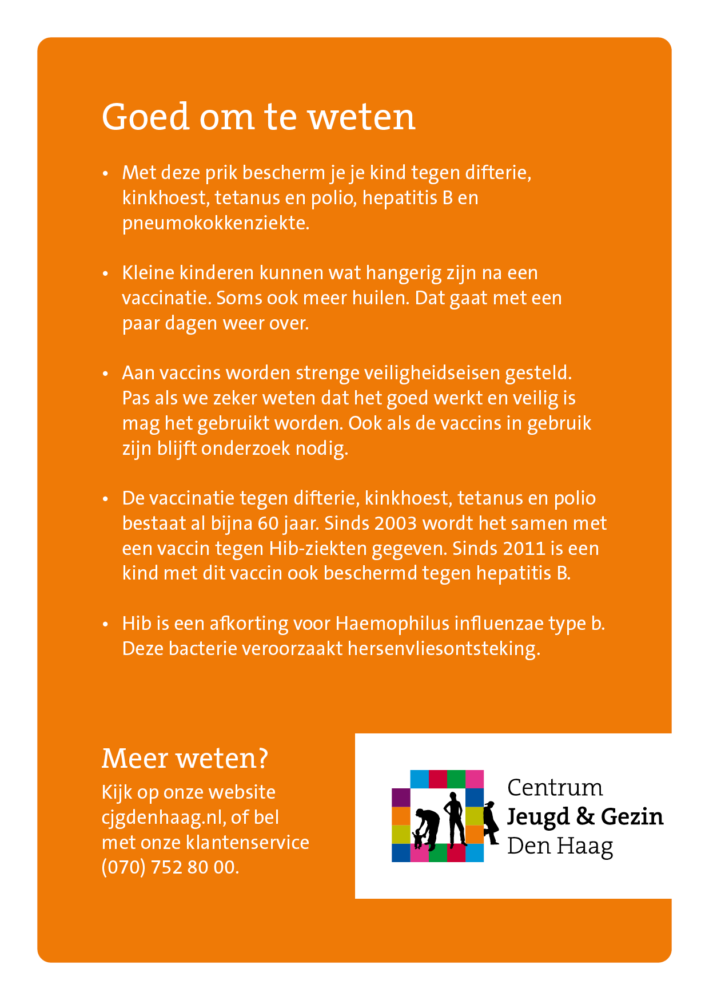 Goed om te weten
• Met deze prik bescherm je je kind tegen difterie,
kinkhoest, tetanus en polio, hepatitis B en
pneumokokkenziekte.
• Kleine kinderen kunnen wat hangerig zijn na een
vaccinatie. Soms ook meer huilen. Dat gaat met een
paar dagen weer over.
• Aan vaccins worden strenge veiligheidseisen gesteld.
Pas als we zeker weten dat het goed werkt en veilig is
mag het gebruikt worden. Ook als de vaccins in gebruik
zijn blijft onderzoek nodig.
• De vaccinatie tegen difterie, kinkhoest, tetanus en polio
bestaat al bijna 60 jaar. Sinds 2003 wordt het samen met
een vaccin tegen Hib-ziekten gegeven. Sinds 2011 is een
kind met dit vaccin ook beschermd tegen hepatitis B.
• Hib is een afkorting voor Haemophilus influenzae type b.
Deze bacterie veroorzaakt hersenvliesontsteking.
Meer weten?
Kijk op onze website
cjgdenhaag.nl, of bel
met onze klantenservice
(070) 752 80 00.
Centrum
Jeugd & Gezin
Den Haag